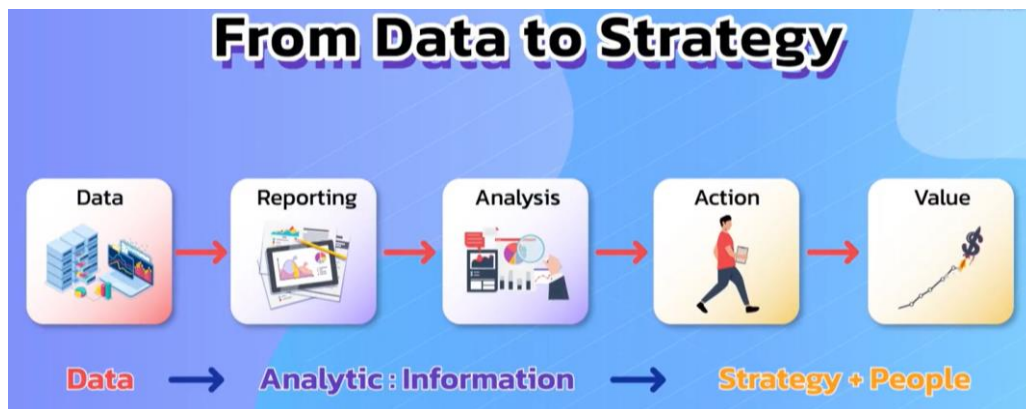 From Data to Strategy
Data
Reporting
Analysis
Action
Value
Data → Analytic : Information → Strategy + People